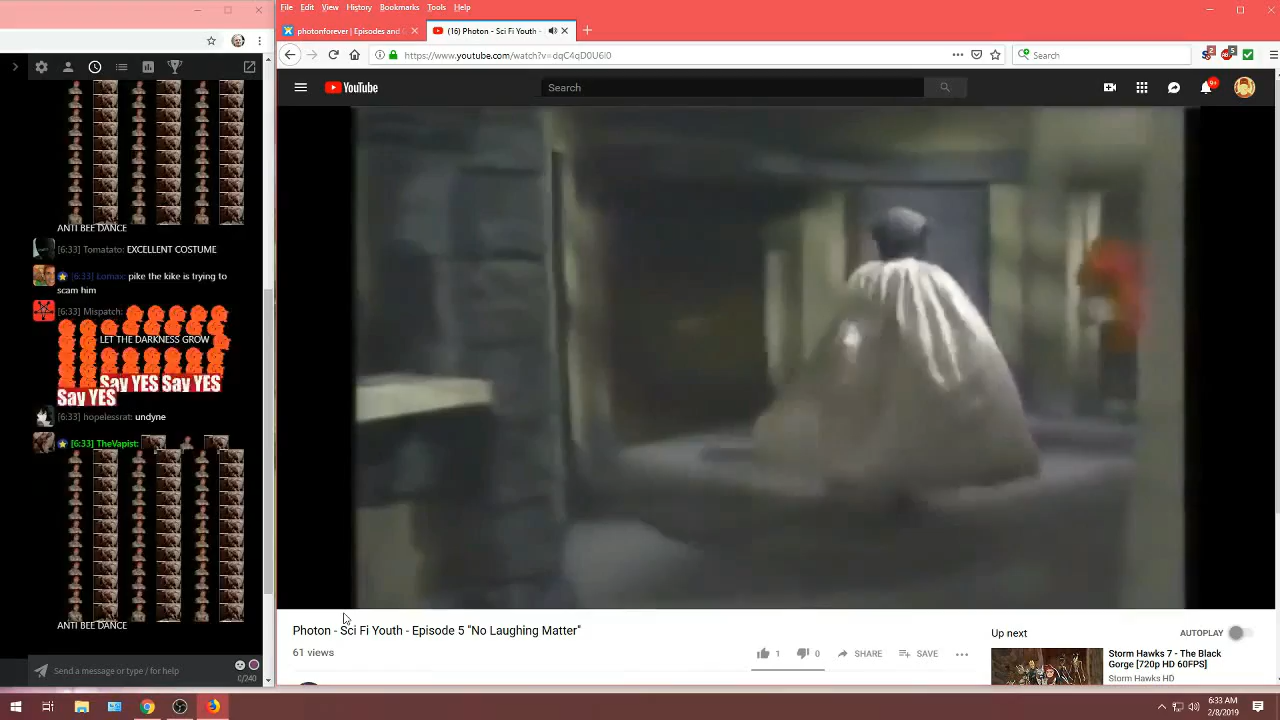 File Edit View History Bookmarks Tools Help
photonforever | Episodes and
(16) Photon - Sci Fi Youth -
https://www.youtube.com/watch?v=dqC4qD0U6I0
Search
YouTube
Search
9+
2
5
ANTI BEE DANCE
[6:33] Tomatato: EXCELLENT COSTUME
[6:33] Lomax: pike the kike is trying to
scam him
[6:33] Mispatch:
LET THE DARKNESS GROW
Say YES Say YES
Say YES
[6:33] hopelessrat: undyne
[6:33] TheVapist:
ANTI BEE DANCE
Send a message or type / for help
0/240
Photon - Sci Fi Youth - Episode 5 "No Laughing Matter"
61 views
1
0
SHARE
SAVE
Up next
AUTOPLAY
Storm Hawks 7 - The Black
Gorge [720p HD 60FPS]
Storm Hawks HD
6:33 AM
2/8/2019